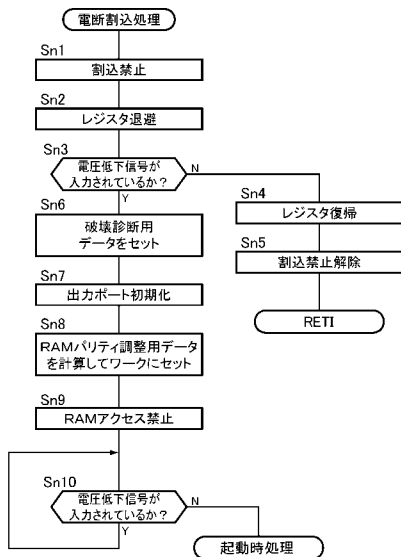 電断割込処理
Sn1
割込禁止
Sn2
レジスタ退避
Sn3
電圧低下信号が
入力されているか?
N
Y
Sn4
レジスタ復帰
Sn5
割込禁止解除
RETI
Sn6
破壊診断用
データをセット
Sn7
出力ポート初期化
Sn8
RAMパリティ調整用データ
を計算してワークにセット
Sn9
RAMアクセス禁止
Sn10
電圧低下信号が
入力されているか?
N
Y
起動時処理